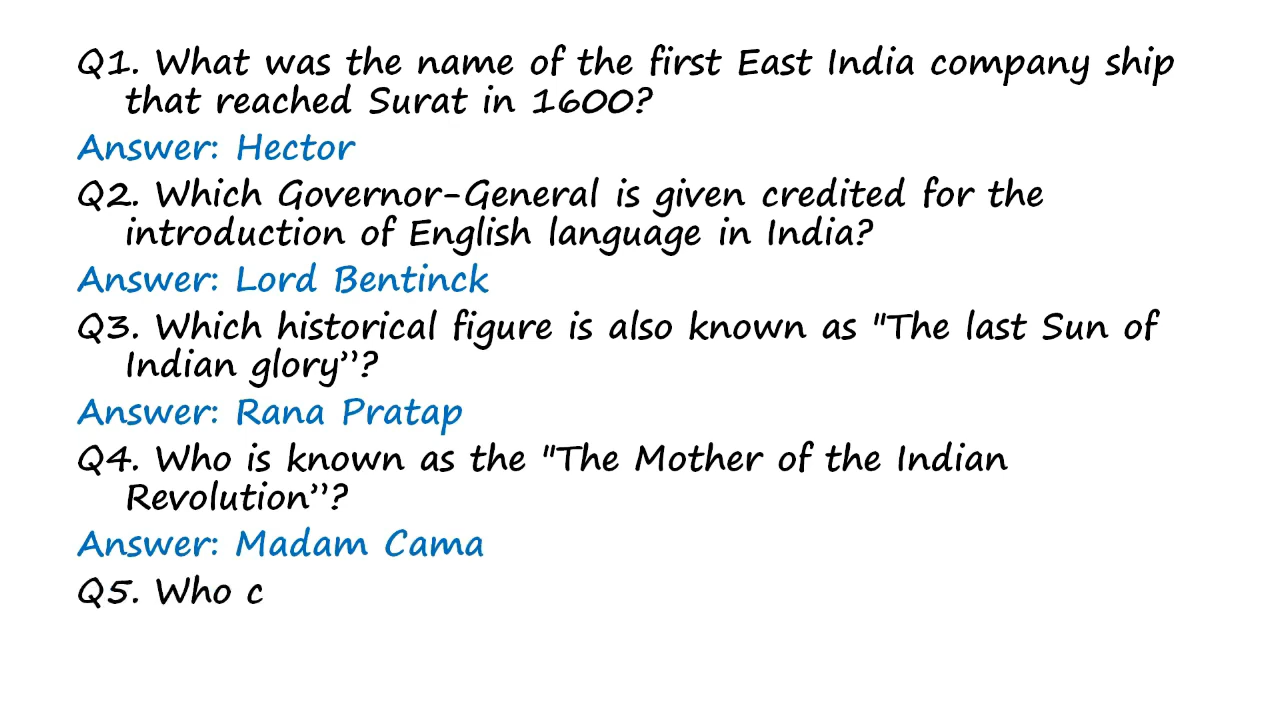 Q1. What was the name of the first East India company ship
that reached Surat in 1600?
Answer: Hector
Q2. Which Governor-General is given credited for the
introduction of English language in India?
Answer: Lord Bentinck
Q3. Which historical figure is also known as "The last Sun of
Indian glory”?
Answer: Rana Pratap
Q4. Who is known as the "The Mother of the Indian
Revolution”?
Answer: Madam Cama
Q5. Who c